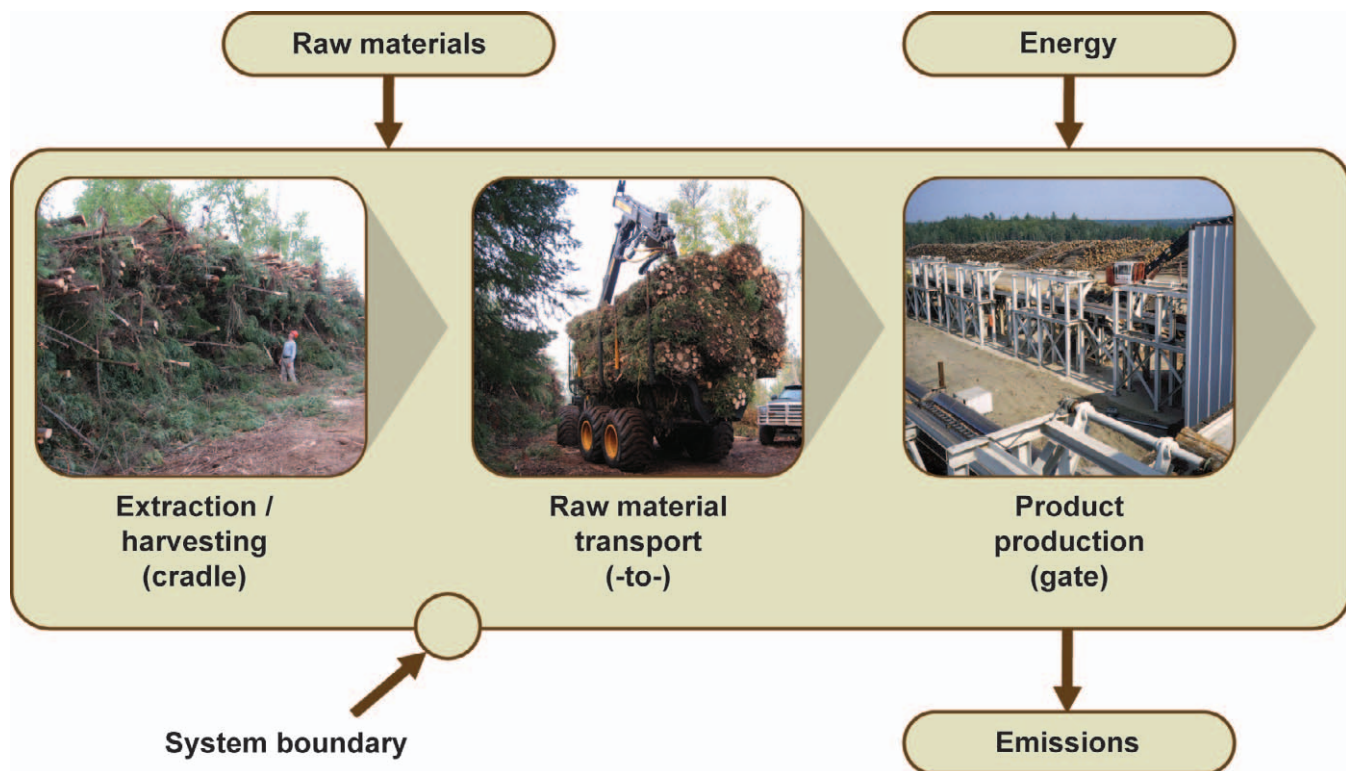 Raw materials
Energy
Extraction /
harvesting
(cradle)
Raw material
transport
(-to-)
Product
production
(gate)
System boundary
Emissions